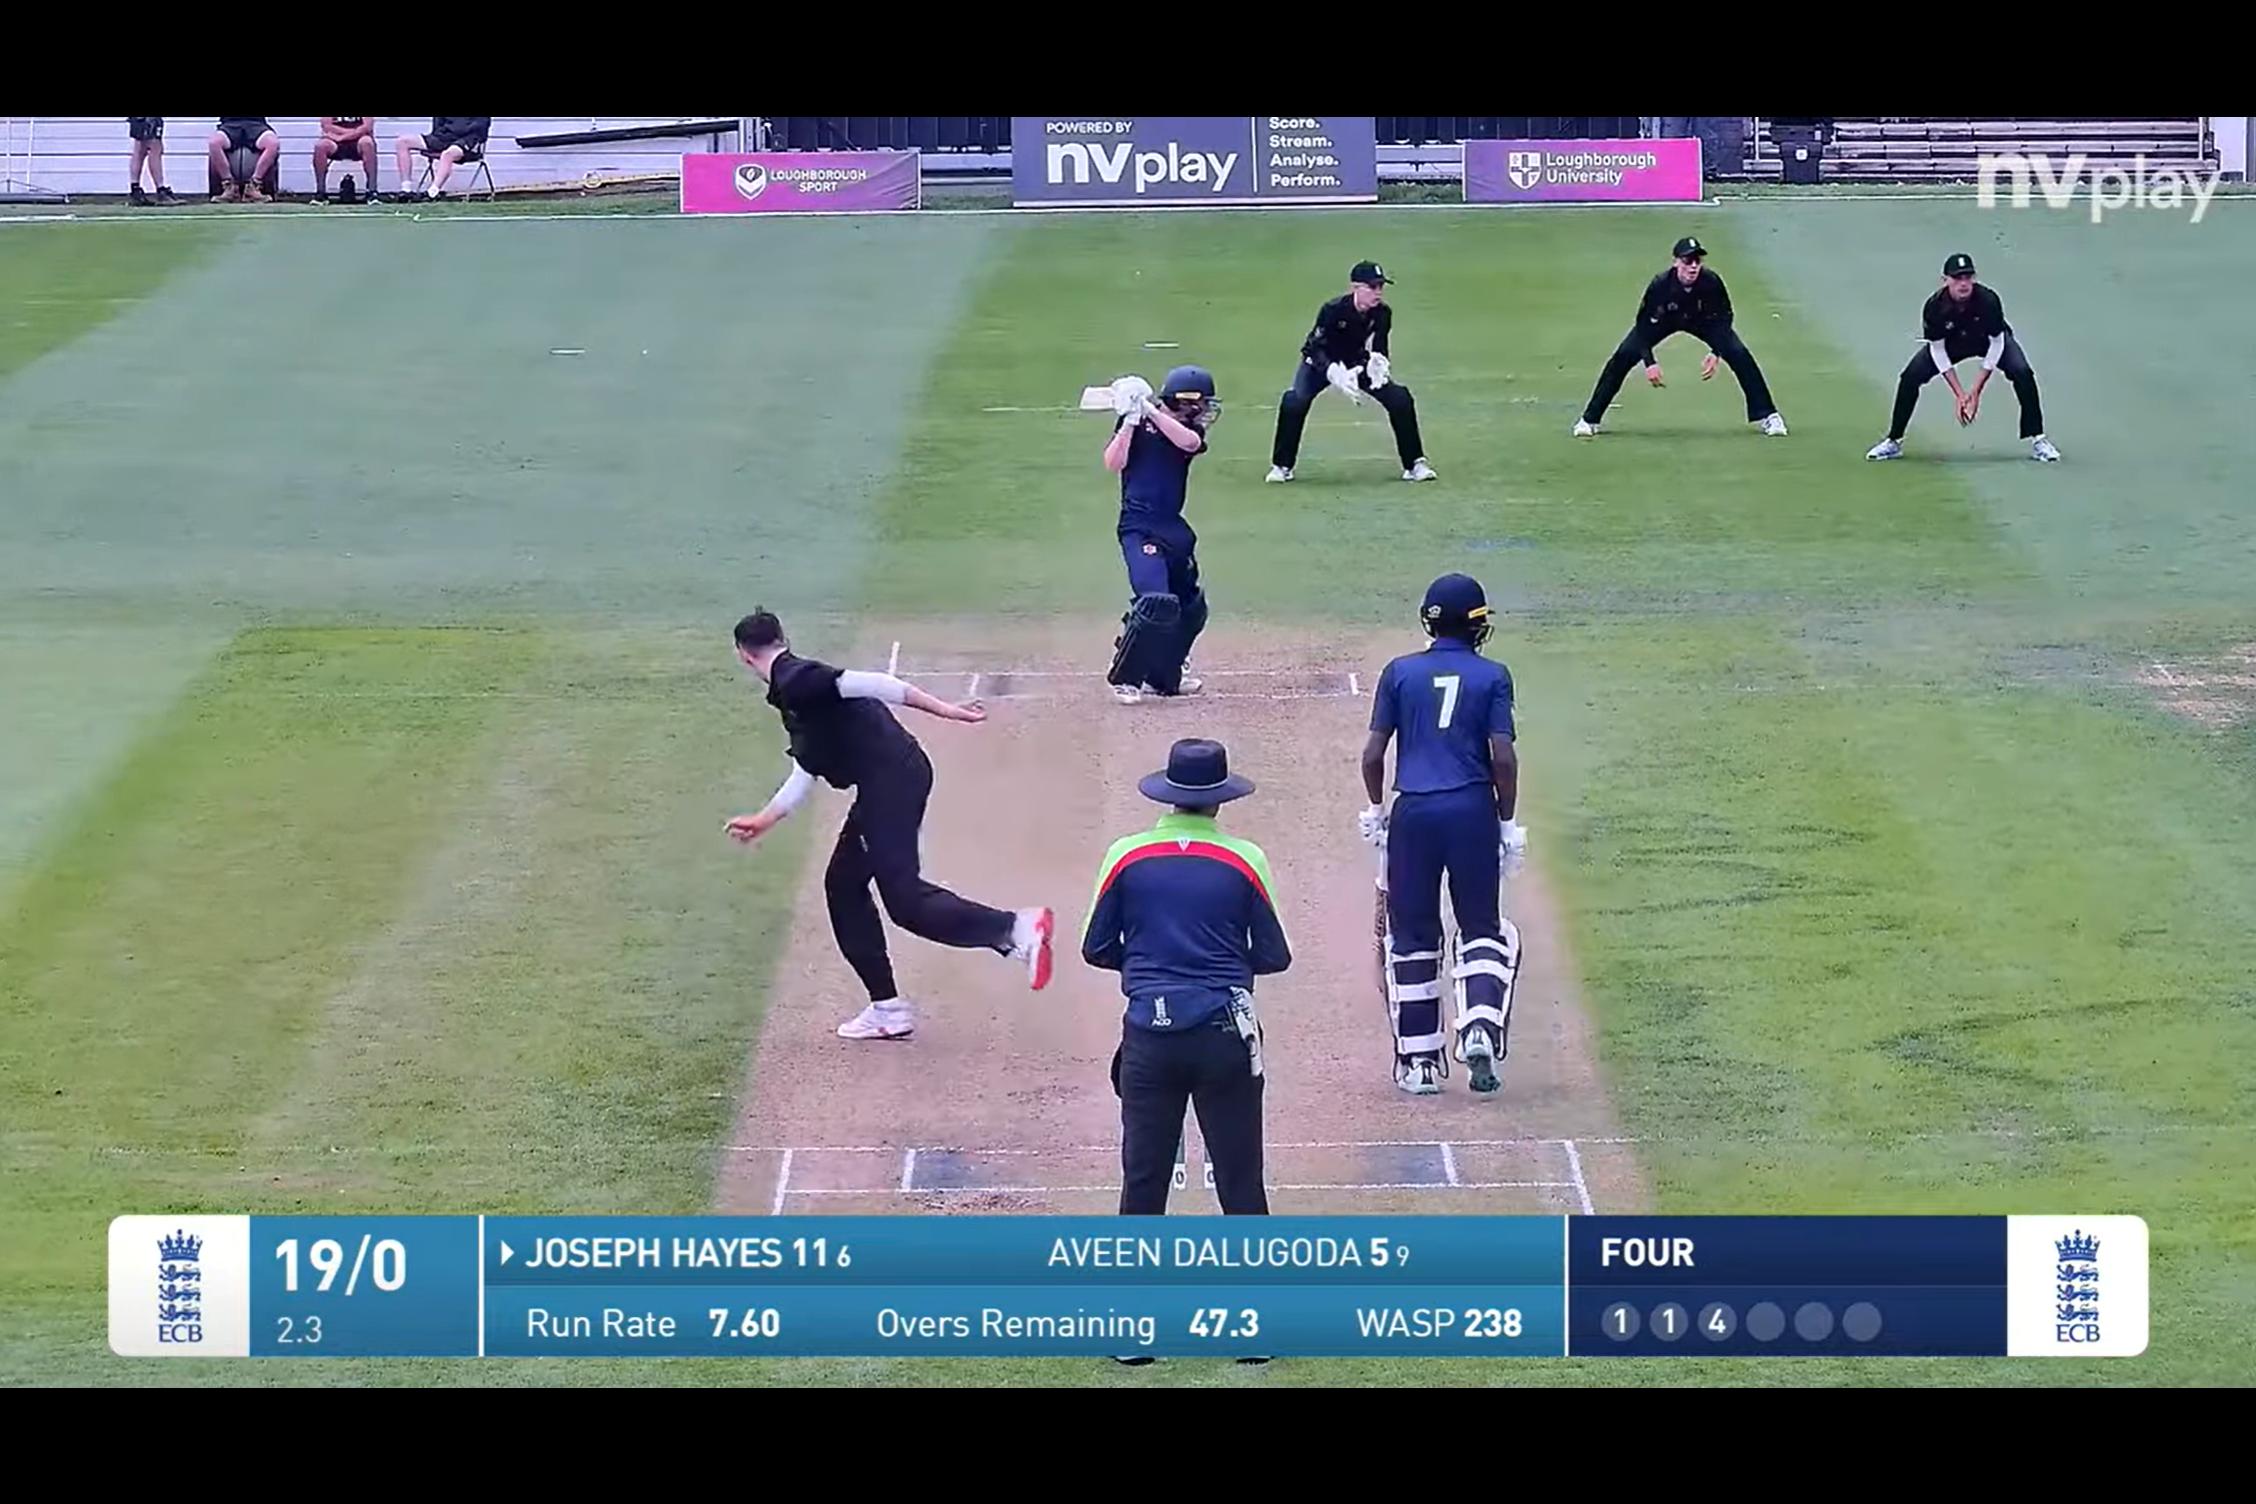 POWERED BY
nvplay
Score.
Stream.
Analyse.
Perform.
LOUGHBOROUGH
SPORT
Loughborough
University
nvplay
7
ECB
19/0
2.3
JOSEPH HAYES 11 6
AVEEN DALUGODA 5 9
Run Rate 7.60
Overs Remaining 47.3
WASP 238
FOUR
1 1 4
ECB